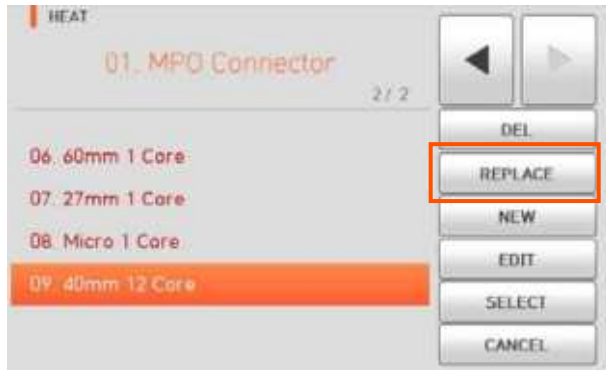 HEAT
01. MPO Connector
2/ 2
06. 60mm 1 Core
07. 27mm 1 Core
08. Micro 1 Core
09. 40mm 12 Core
DEL
REPLACE
NEW
EDIT
SELECT
CANCEL